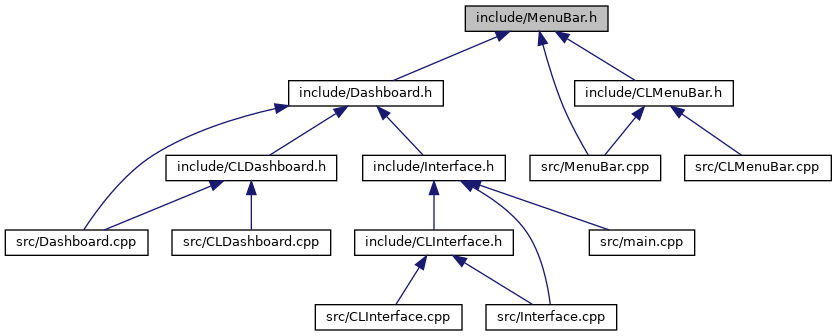 include/MenuBar.h
include/Dashboard.h
include/CLMenuBar.h
include/CLDashboard.h
include/Interface.h
src/MenuBar.cpp
src/CLMenuBar.cpp
src/Dashboard.cpp
src/CLDashboard.cpp
include/CLInterface.h
src/main.cpp
src/CLInterface.cpp
src/Interface.cpp